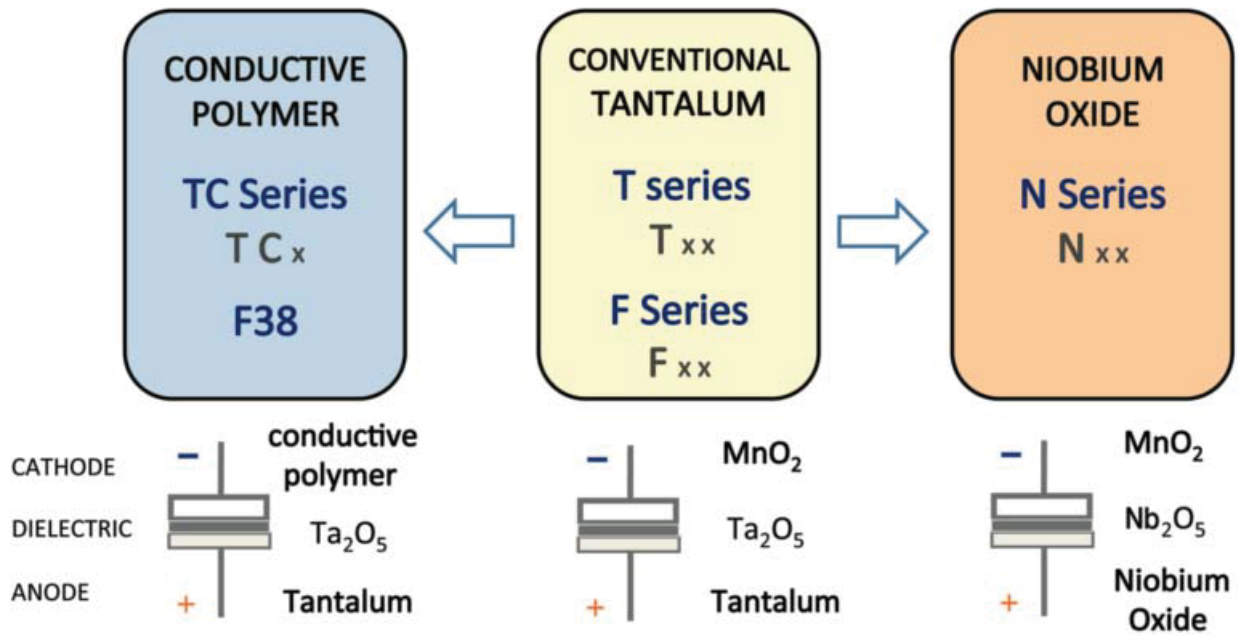 CONDUCTIVE
POLYMER
TC Series
T C x
F38
CONVENTIONAL
TANTALUM
T series
T x x
F Series
F x x
NIOBIUM
OXIDE
N Series
N x x
CATHODE
DIELECTRIC
ANODE
−
conductive
polymer
Ta₂O₅
+
Tantalum
−
MnO₂
Ta₂O₅
+
Tantalum
−
MnO₂
Nb₂O₅
+
Niobium
Oxide